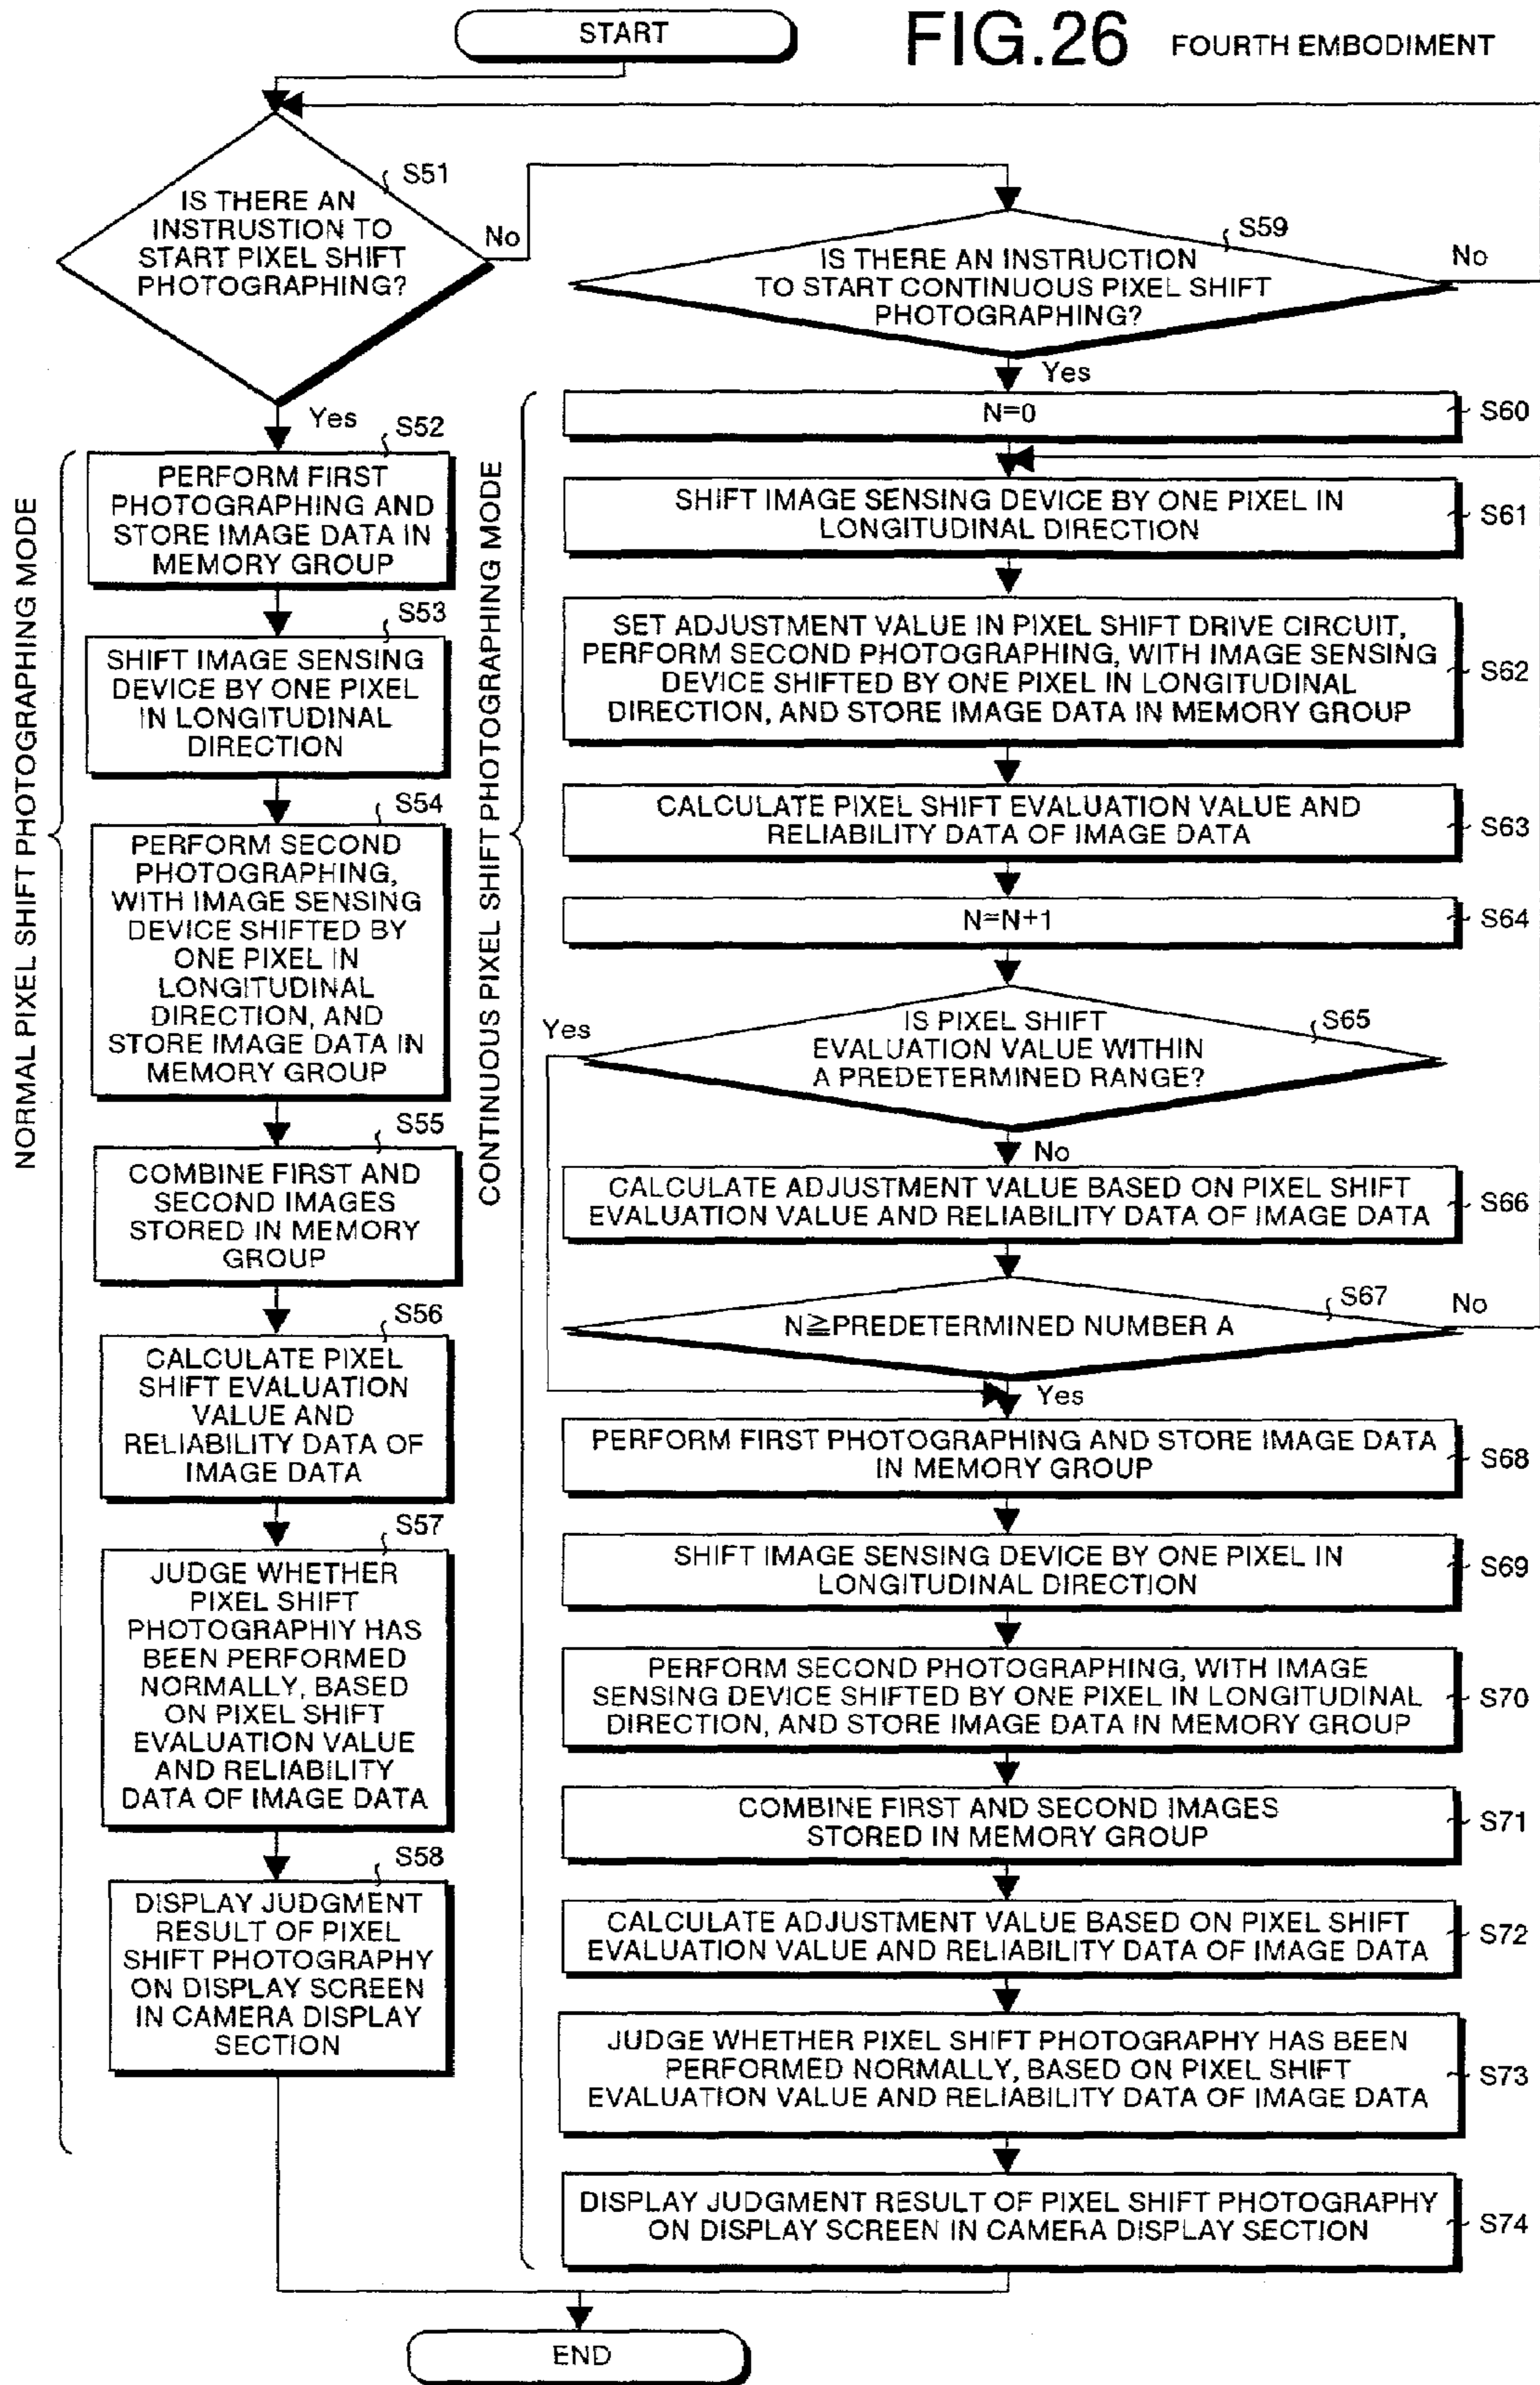 START
FIG.26 FOURTH EMBODIMENT
S51
IS THERE AN
INSTRUSTION TO
START PIXEL SHIFT
PHOTOGRAPHING?
No
Yes
S59
IS THERE AN INSTRUCTION
TO START CONTINUOUS PIXEL SHIFT
PHOTOGRAPHING?
No
Yes
NORMAL PIXEL SHIFT PHOTOGRAPHING MODE
S52
PERFORM FIRST
PHOTOGRAPHING AND
STORE IMAGE DATA IN
MEMORY GROUP
S53
SHIFT IMAGE SENSING
DEVICE BY ONE PIXEL
IN LONGITUDINAL
DIRECTION
S54
PERFORM SECOND
PHOTOGRAPHING,
WITH IMAGE SENSING
DEVICE SHIFTED BY
ONE PIXEL IN
LONGITUDINAL
DIRECTION, AND
STORE IMAGE DATA IN
MEMORY GROUP
S55
COMBINE FIRST AND
SECOND IMAGES
STORED IN MEMORY
GROUP
S56
CALCULATE PIXEL
SHIFT EVALUATION
VALUE AND
RELIABILITY DATA OF
IMAGE DATA
S57
JUDGE WHETHER
PIXEL SHIFT
PHOTOGRAPHIY HAS
BEEN PERFORMED
NORMALLY, BASED
ON PIXEL SHIFT
EVALUATION VALUE
AND RELIABILITY
DATA OF IMAGE DATA
S58
DISPLAY JUDGMENT
RESULT OF PIXEL
SHIFT PHOTOGRAPHY
ON DISPLAY SCREEN
IN CAMERA DISPLAY
SECTION
CONTINUOUS PIXEL SHIFT PHOTOGRAPHING MODE
N=0
S60
SHIFT IMAGE SENSING DEVICE BY ONE PIXEL IN
LONGITUDINAL DIRECTION
S61
SET ADJUSTMENT VALUE IN PIXEL SHIFT DRIVE CIRCUIT,
PERFORM SECOND PHOTOGRAPHING, WITH IMAGE SENSING
DEVICE SHIFTED BY ONE PIXEL IN LONGITUDINAL
DIRECTION, AND STORE IMAGE DATA IN MEMORY GROUP
S62
CALCULATE PIXEL SHIFT EVALUATION VALUE AND
RELIABILITY DATA OF IMAGE DATA
S63
N=N+1
S64
IS PIXEL SHIFT
EVALUATION VALUE WITHIN
A PREDETERMINED RANGE?
S65
Yes
No
CALCULATE ADJUSTMENT VALUE BASED ON PIXEL SHIFT
EVALUATION VALUE AND RELIABILITY DATA OF IMAGE DATA
S66
N≧PREDETERMINED NUMBER A
S67
No
Yes
PERFORM FIRST PHOTOGRAPHING AND STORE IMAGE DATA
IN MEMORY GROUP
S68
SHIFT IMAGE SENSING DEVICE BY ONE PIXEL IN
LONGITUDINAL DIRECTION
S69
PERFORM SECOND PHOTOGRAPHING, WITH IMAGE
SENSING DEVICE SHIFTED BY ONE PIXEL IN LONGITUDINAL
DIRECTION, AND STORE IMAGE DATA IN MEMORY GROUP
S70
COMBINE FIRST AND SECOND IMAGES
STORED IN MEMORY GROUP
S71
CALCULATE ADJUSTMENT VALUE BASED ON PIXEL SHIFT
EVALUATION VALUE AND RELIABILITY DATA OF IMAGE DATA
S72
JUDGE WHETHER PIXEL SHIFT PHOTOGRAPHY HAS BEEN
PERFORMED NORMALLY, BASED ON PIXEL SHIFT
EVALUATION VALUE AND RELIABILITY DATA OF IMAGE DATA
S73
DISPLAY JUDGMENT RESULT OF PIXEL SHIFT PHOTOGRAPHY
ON DISPLAY SCREEN IN CAMERA DISPLAY SECTION
S74
END